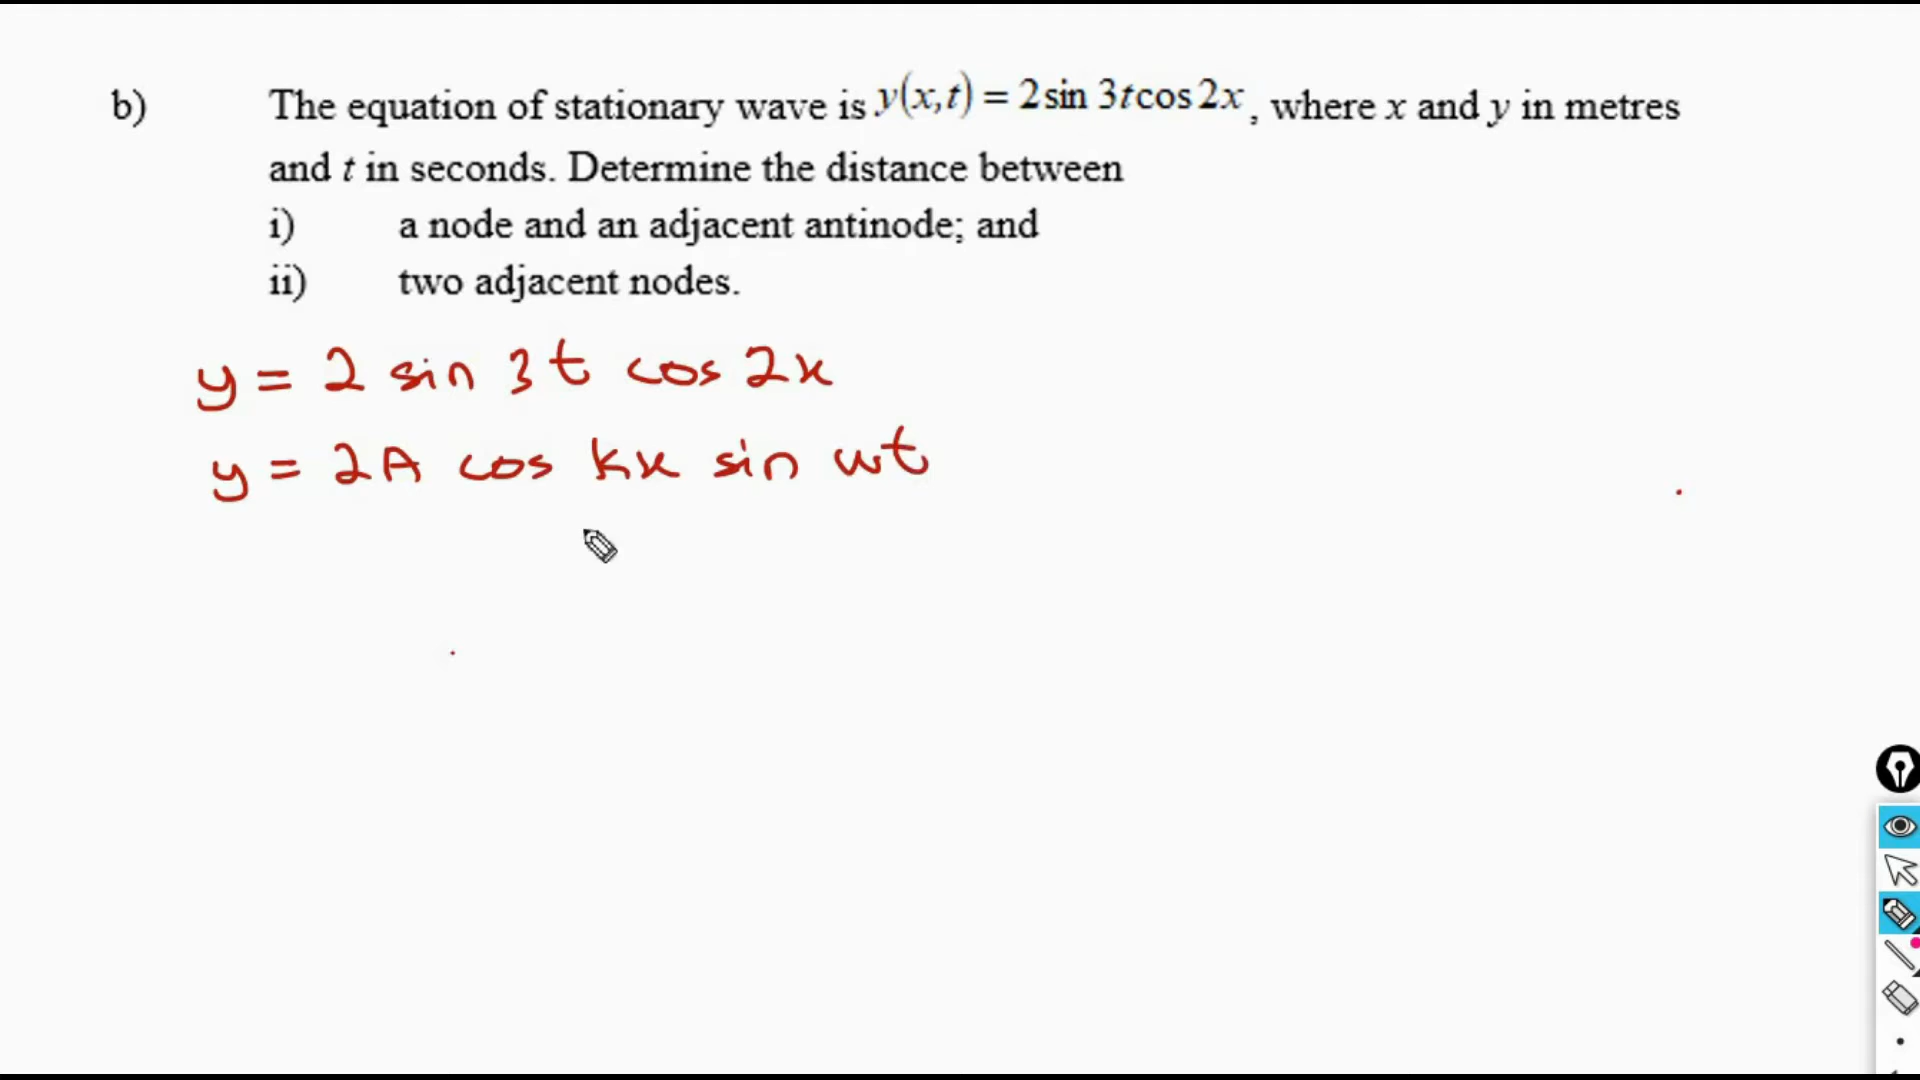 b) The equation of stationary wave is y(x,t) = 2sin 3tcos 2x, where x and y in metres
and t in seconds. Determine the distance between
i) a node and an adjacent antinode; and
ii) two adjacent nodes.
y = 2 sin 3t cos 2x
y = 2A cos kx sin wt